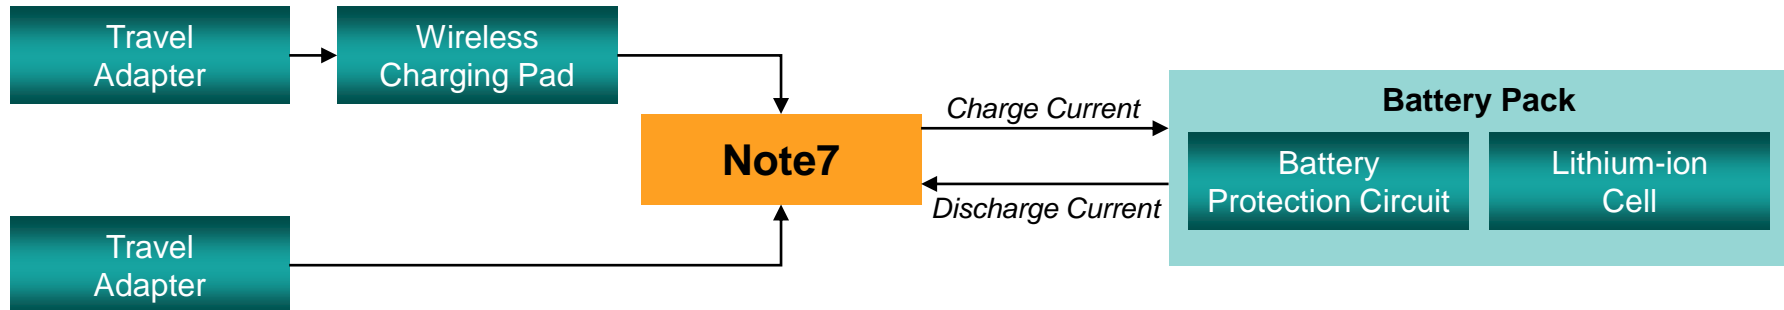 Travel
Adapter
Wireless
Charging Pad
Note7
Travel
Adapter
Charge Current
Discharge Current
Battery Pack
Battery
Protection Circuit
Lithium-ion
Cell